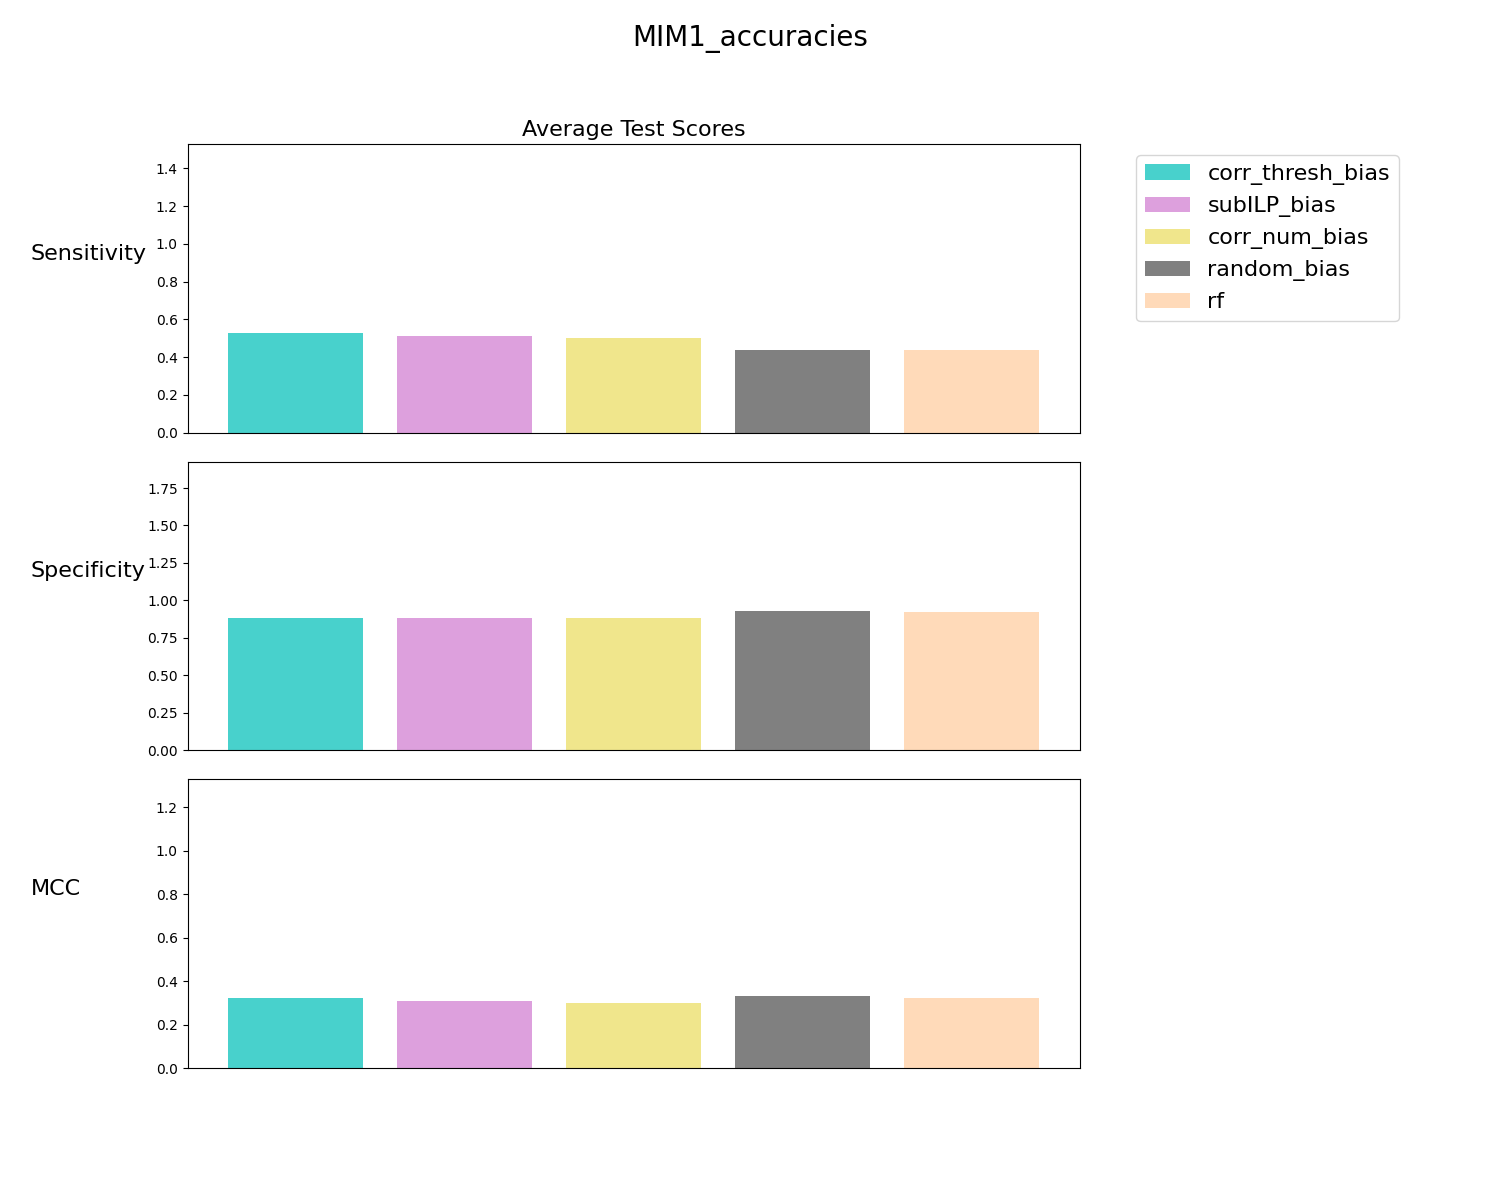 MIM1_accuracies
Average Test Scores
Sensitivity
1.4
1.2
1.0
0.8
0.6
0.4
0.2
0.0
corr_thresh_bias
subILP_bias
corr_num_bias
random_bias
rf
Specificity
1.75
1.50
1.25
1.00
0.75
0.50
0.25
0.00
MCC
1.2
1.0
0.8
0.6
0.4
0.2
0.0